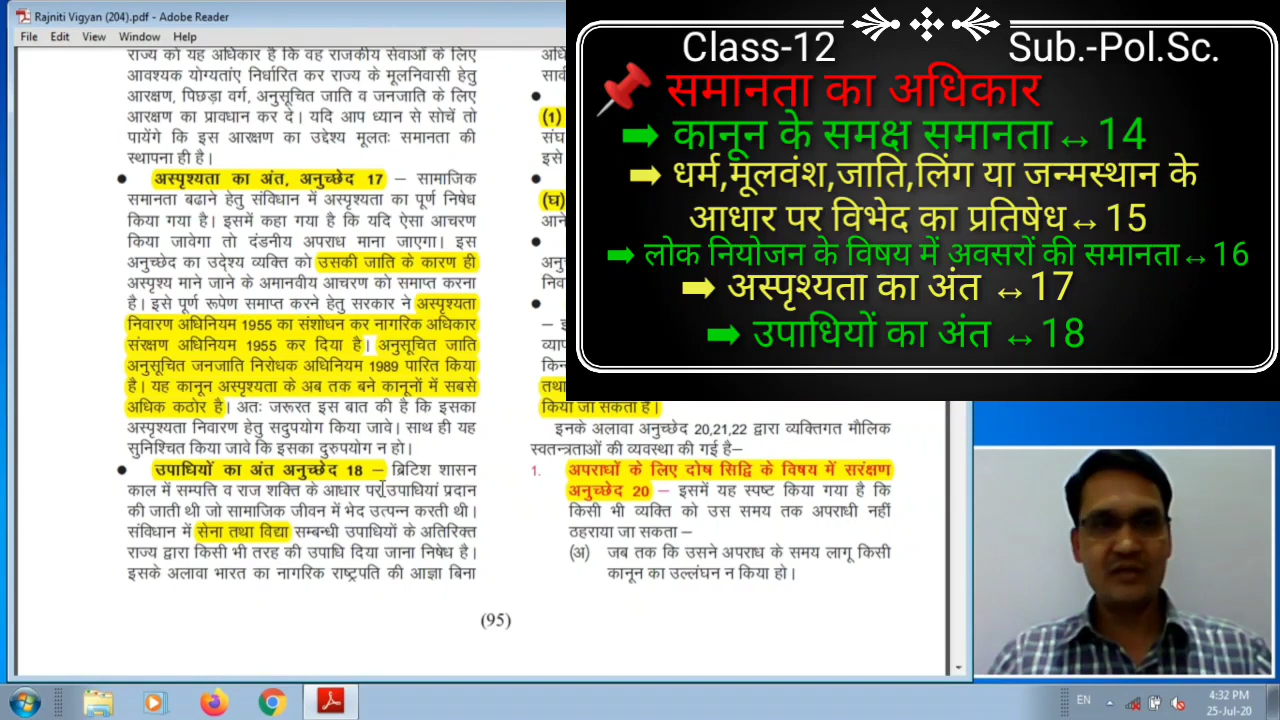 Rajniti Vigyan (204).pdf - Adobe Reader
File Edit View Window Help
राज्य को यह अधिकार है कि वह राजकीय सेवाओं के लिए
आवश्यक योग्यताएं निर्धारित कर राज्य के मूलनिवासी हेतु
आरक्षण, पिछड़ा वर्ग, अनुसूचित जाति व जनजाति के लिए
आरक्षण का प्रावधान कर दे। यदि आप ध्यान से सोचें तो
पायेंगे कि इस आरक्षण का उद्देश्य मूलतः समानता की
स्थापना ही है।
● अस्पृश्यता का अंत, अनुच्छेद 17 – सामाजिक
समानता बढाने हेतु संविधान में अस्पृश्यता का पूर्ण निषेध
किया गया है। इसमें कहा गया है कि यदि ऐसा आचरण
किया जावेगा तो दंडनीय अपराध माना जाएगा। इस
अनुच्छेद का उदे्श्य व्यक्ति को उसकी जाति के कारण ही
अस्पृश्य माने जाने के अमानवीय आचरण को समाप्त करना
है। इसे पूर्ण रूपेण समाप्त करने हेतु सरकार ने अस्पृश्यता
निवारण अधिनियम 1955 का संशोधन कर नागरिक अधिकार
संरक्षण अधिनियम 1955 कर दिया है। अनुसूचित जाति
अनुसूचित जनजाति निरोधक अधिनियम 1989 पारित किया
है। यह कानून अस्पृश्यता के अब तक बने कानूनों में सबसे
अधिक कठोर है। अतः जरूरत इस बात की है कि इसका
अस्पृश्यता निवारण हेतु सदुपयोग किया जावे। साथ ही यह
सुनिश्चित किया जावे कि इसका दुरुपयोग न हो।
● उपाधियों का अंत अनुच्छेद 18 – ब्रिटिश शासन
काल में सम्पत्ति व राज शक्ति के आधार पर उपाधियां प्रदान
की जाती थी जो सामाजिक जीवन में भेद उत्पन्न करती थी।
संविधान में सेना तथा विद्या सम्बन्धी उपाधियों के अतिरिक्त
राज्य द्वारा किसी भी तरह की उपाधि दिया जाना निषेध है।
इसके अलावा भारत का नागरिक राष्ट्रपति की आज्ञा बिना
(1)
संघ
इसे
(घ)
आने
तथा
किया जा सकता है।
इनके अलावा अनुच्छेद 20,21,22 द्वारा व्यक्तिगत मौलिक
स्वतन्त्रताओं की व्यवस्था की गई है–
1. अपराधों के लिए दोष सिद्वि के विषय में सरंक्षण
अनुच्छेद 20 – इसमें यह स्पष्ट किया गया है कि
किसी भी व्यक्ति को उस समय तक अपराधी नहीं
ठहराया जा सकता –
(अ) जब तक कि उसने अपराध के समय लागू किसी
कानून का उल्लंघन न किया हो।
(95)
Class-12 Sub.-Pol.Sc.
📌 समानता का अधिकार
➡ कानून के समक्ष समानता↔14
➡ धर्म,मूलवंश,जाति,लिंग या जन्मस्थान के
आधार पर विभेद का प्रतिषेध↔15
➡ लोक नियोजन के विषय में अवसरों की समानता↔16
➡ अस्पृश्यता का अंत ↔17
➡ उपाधियों का अंत ↔18
EN
4:32 PM
25-Jul-20